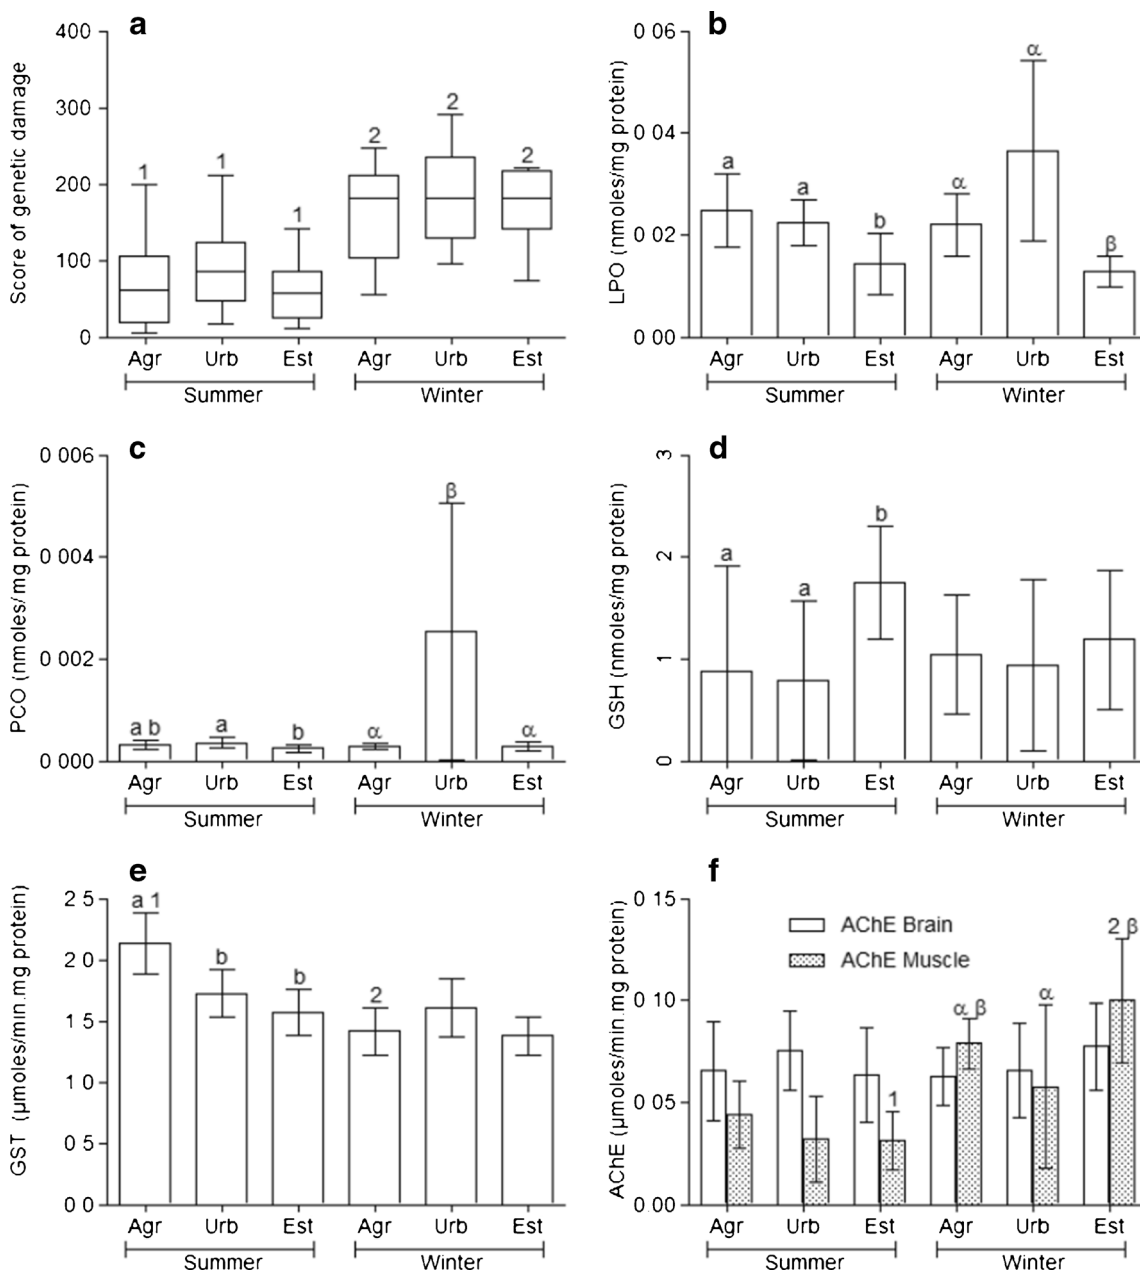 a
Score of genetic damage
400
300
200
100
0
1
1
1
2
2
2
Agr Urb Est Agr Urb Est
Summer Winter
b
LPO (nmoles/mg protein)
0 06
0 04
0 02
0 00
a
a
b
α
α
β
Agr Urb Est Agr Urb Est
Summer Winter
c
PCO (nmoles/mg protein)
0 006
0 004
0 002
0 000
a b
a
b
α
β
α
Agr Urb Est Agr Urb Est
Summer Winter
d
GSH (nmoles/mg protein)
3
2
1
0
a
a
b
Agr Urb Est Agr Urb Est
Summer Winter
e
GST (µmoles/min.mg protein)
2 5
2 0
1 5
1 0
0 5
0 0
a 1
b
b
2
Agr Urb Est Agr Urb Est
Summer Winter
f
AChE (µmoles/min.mg protein)
0 15
0 10
0 05
0 00
AChE Brain
AChE Muscle
1
α β
α
2 β
Agr Urb Est Agr Urb Est
Summer Winter